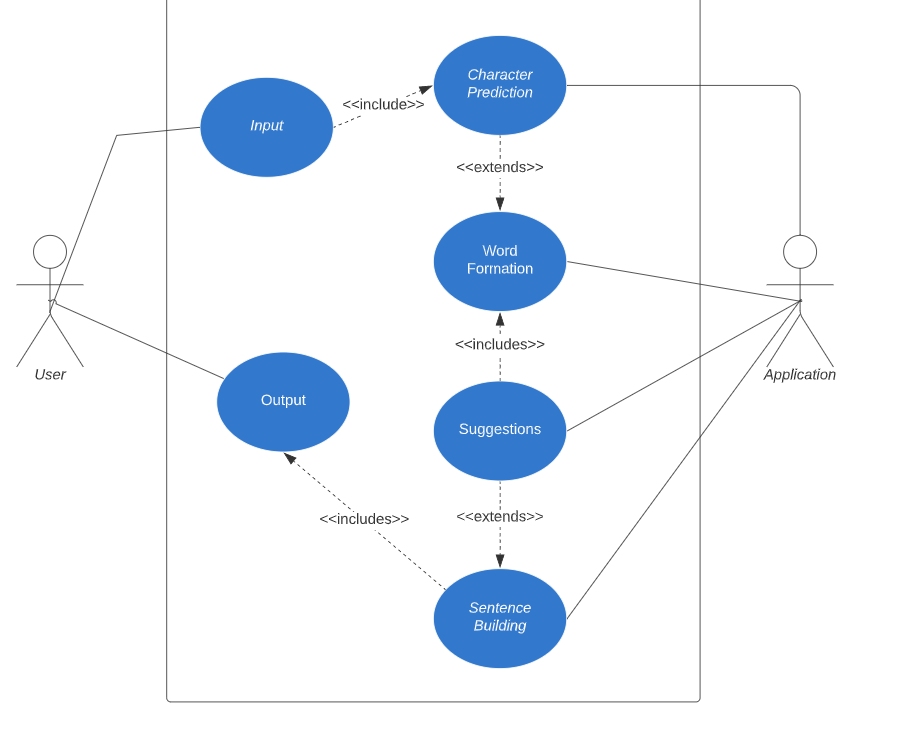 Character
Prediction
<<include>>
Input
<<extends>>
Word
Formation
<<includes>>
User
Application
Output
Suggestions
<<includes>>
<<extends>>
Sentence
Building